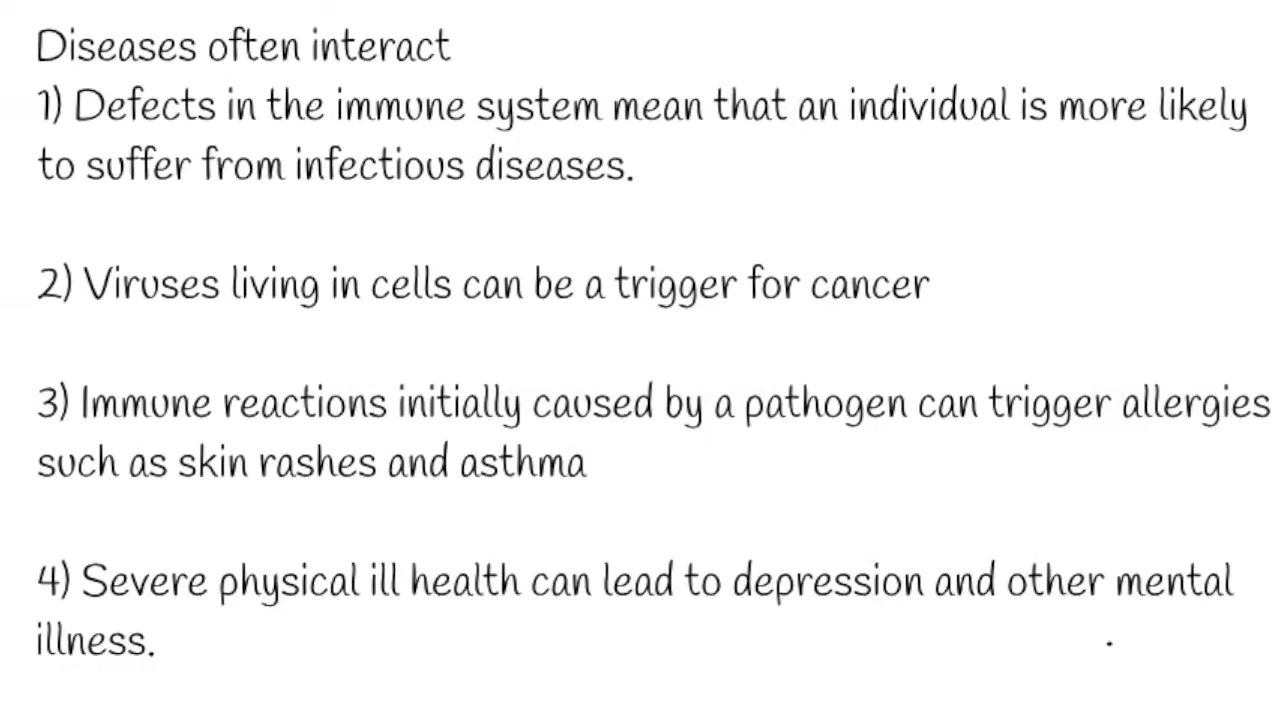 Diseases often interact
1) Defects in the immune system mean that an individual is more likely
to suffer from infectious diseases.
2) Viruses living in cells can be a trigger for cancer
3) Immune reactions initially caused by a pathogen can trigger allergies
such as skin rashes and asthma
4) Severe physical ill health can lead to depression and other mental
illness.